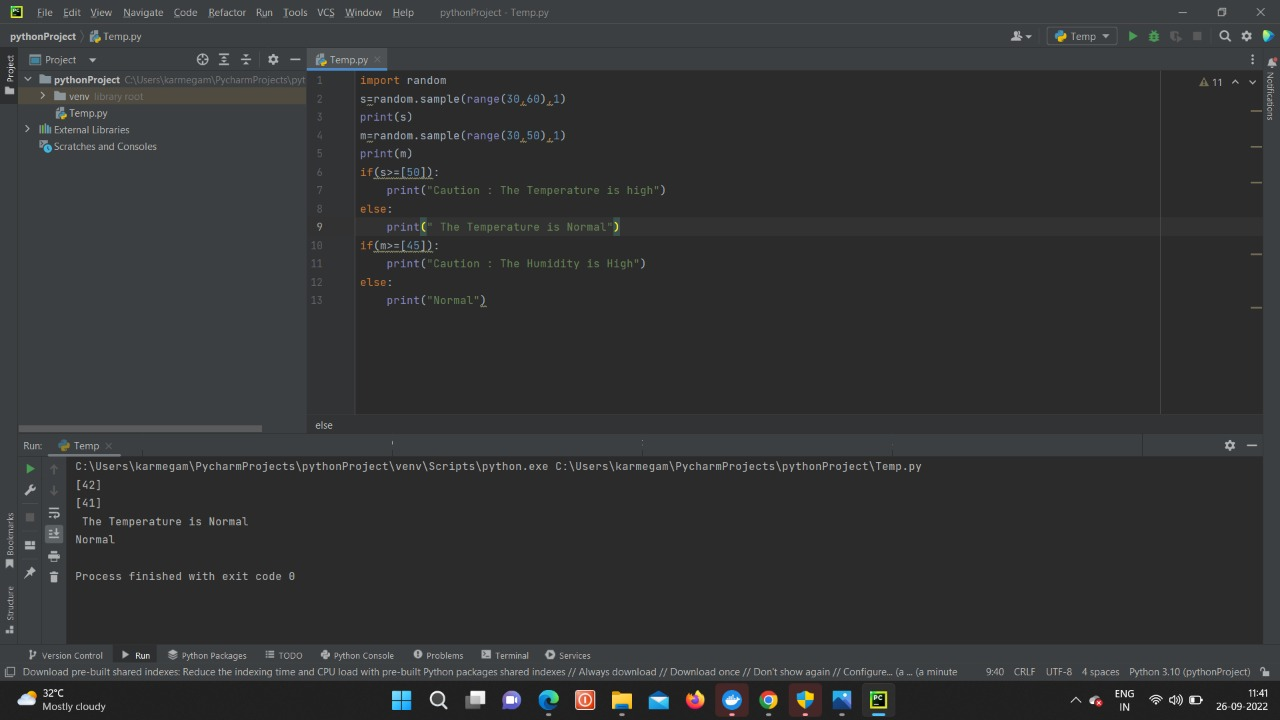 File Edit View Navigate Code Refactor Run Tools VCS Window Help pythonProject - Temp.py
pythonProject Temp.py Temp
Project Temp.py
Project
pythonProject C:\Users\karmegam\PycharmProjects\pyt
venv library root
Temp.py
External Libraries
Scratches and Consoles
11
Notifications
1 import random
2 s=random.sample(range(30,60),1)
3 print(s)
4 m=random.sample(range(30,50),1)
5 print(m)
6 if(s>=[50]):
7 print("Caution : The Temperature is high")
8 else:
9 print(" The Temperature is Normal")
10 if(m>=[45]):
11 print("Caution : The Humidity is High")
12 else:
13 print("Normal")
else
Run: Temp
C:\Users\karmegam\PycharmProjects\pythonProject\venv\Scripts\python.exe C:\Users\karmegam\PycharmProjects\pythonProject\Temp.py
[42]
[41]
 The Temperature is Normal
Normal
Process finished with exit code 0
Bookmarks
Structure
Version Control Run Python Packages TODO Python Console Problems Terminal Services
Download pre-built shared indexes: Reduce the indexing time and CPU load with pre-built Python packages shared indexes // Always download // Download once // Don't show again // Configure... (a ... (a minute 9:40 CRLF UTF-8 4 spaces Python 3.10 (pythonProject)
32°C
Mostly cloudy
ENG
IN
11:41
26-09-2022